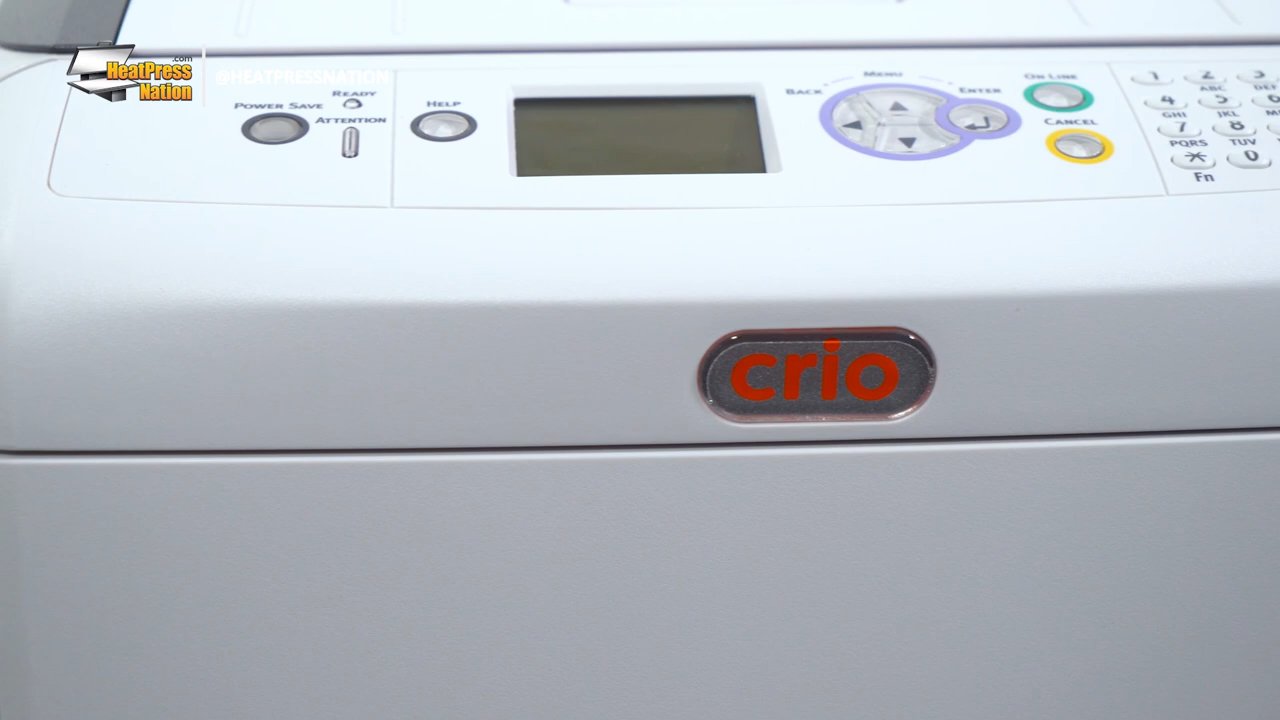 .com
HeatPress
Nation
@HEATPRESSNATION
POWER SAVE
READY
ATTENTION
HELP
BACK
MENU
ENTER
ON LINE
CANCEL
1 2 3
ABC DEF
4 5 6
GHI JKL
7 8
PQRS TUV
* 0
Fn
crio